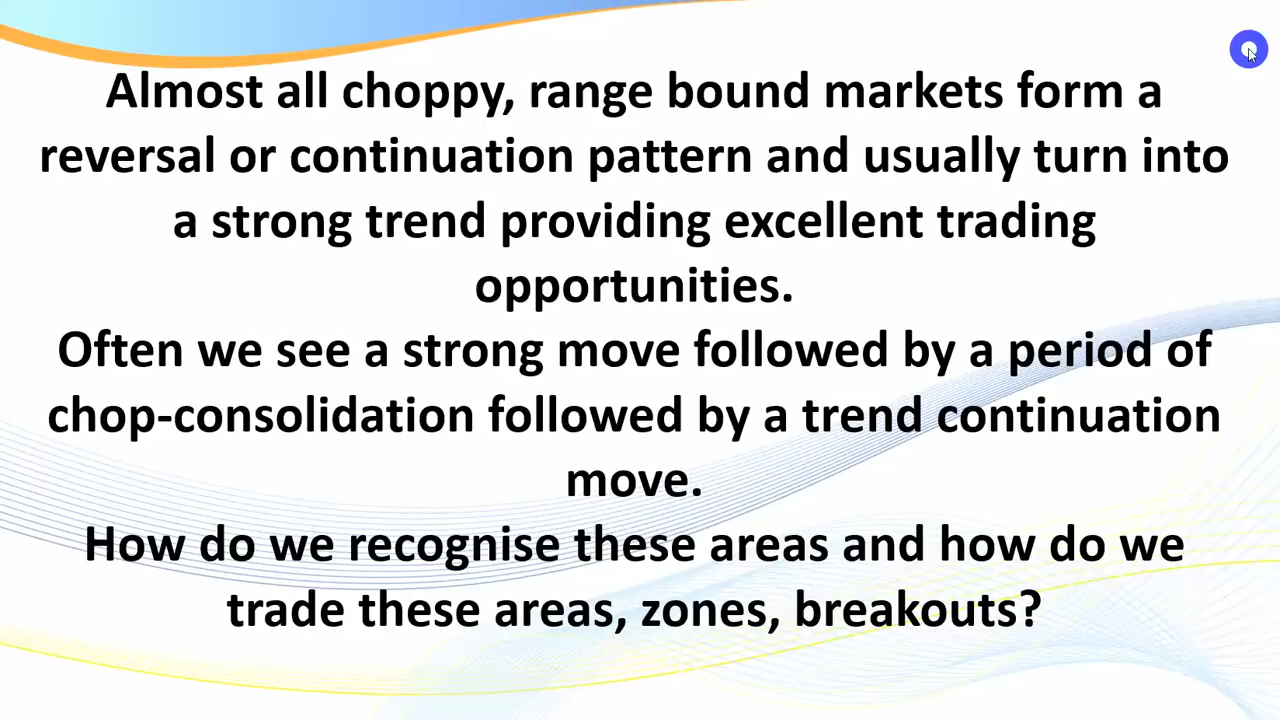 Almost all choppy, range bound markets form a
reversal or continuation pattern and usually turn into
a strong trend providing excellent trading
opportunities.
Often we see a strong move followed by a period of
chop-consolidation followed by a trend continuation
move.
How do we recognise these areas and how do we
trade these areas, zones, breakouts?